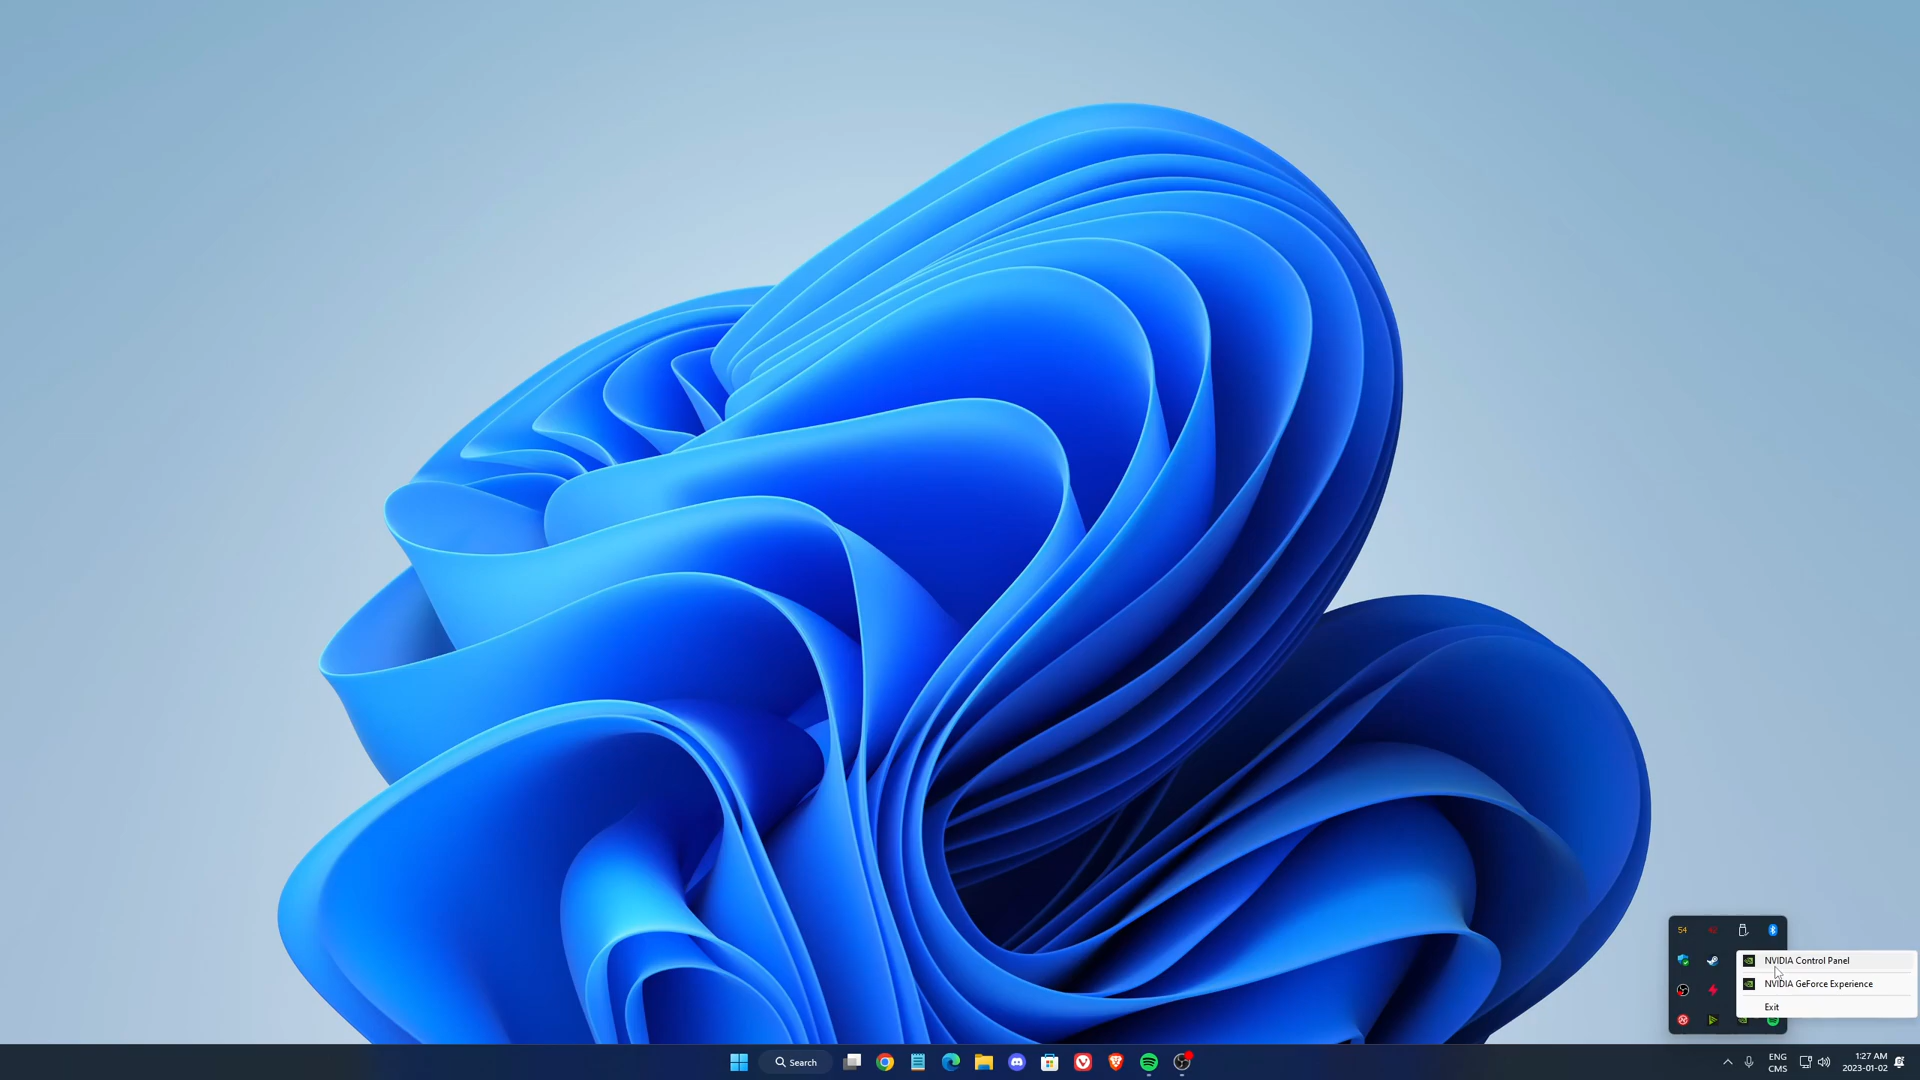 54
NVIDIA Control Panel
NVIDIA GeForce Experience
Exit
Search
ENG
CMS
1:27 AM
2023-01-02